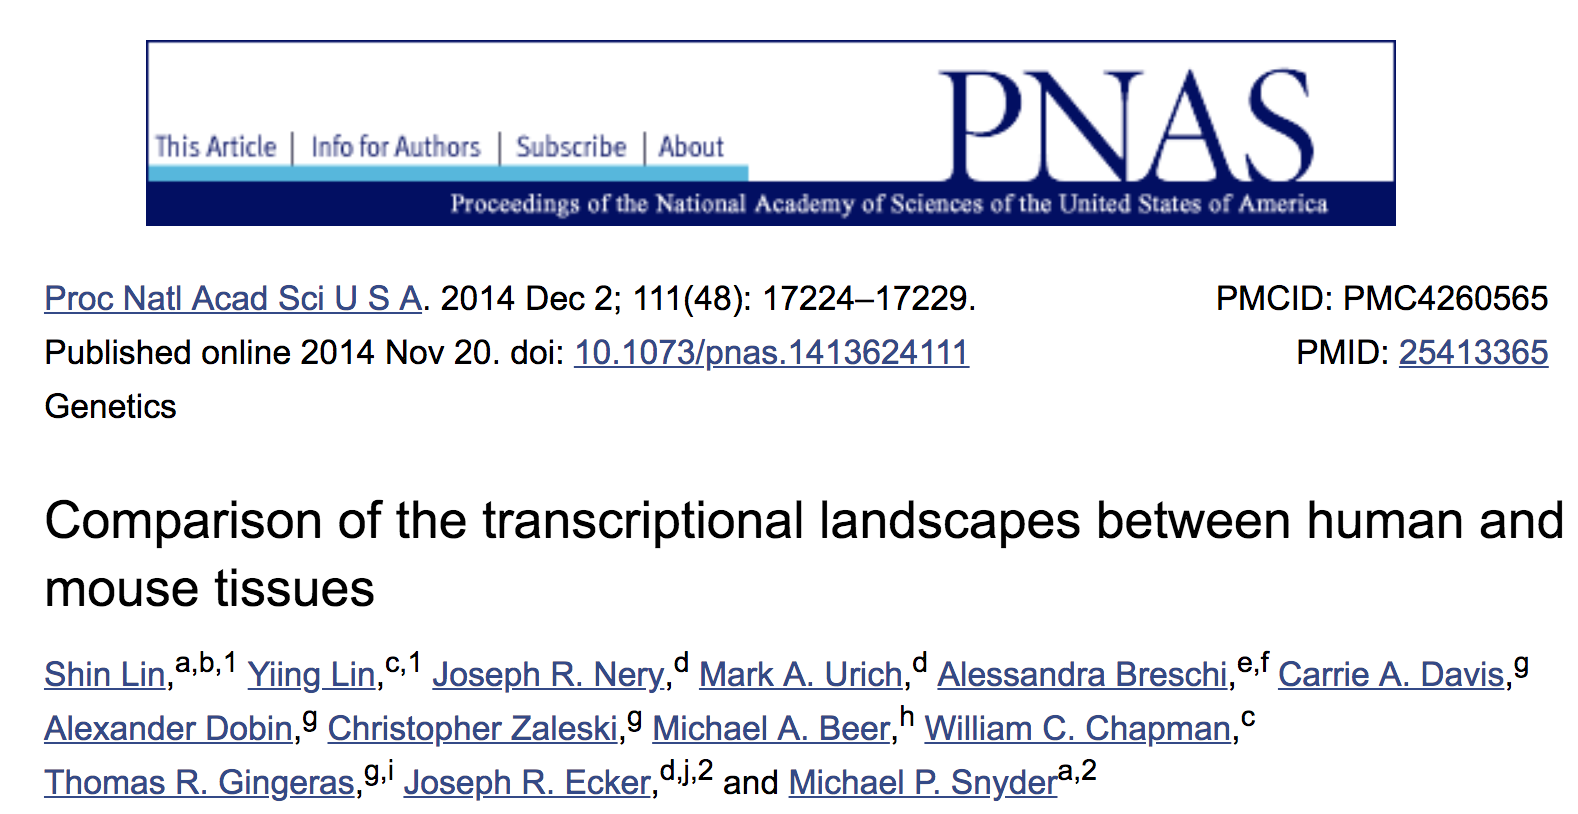 This Article | Info for Authors | Subscribe | About
PNAS
Proceedings of the National Academy of Sciences of the United States of America
Proc Natl Acad Sci U S A. 2014 Dec 2; 111(48): 17224–17229.
PMCID: PMC4260565
Published online 2014 Nov 20. doi: 10.1073/pnas.1413624111
PMID: 25413365
Genetics
Comparison of the transcriptional landscapes between human and
mouse tissues
Shin Lin,a,b,1 Yiing Lin,c,1 Joseph R. Nery,d Mark A. Urich,d Alessandra Breschi,e,f Carrie A. Davis,g
Alexander Dobin,g Christopher Zaleski,g Michael A. Beer,h William C. Chapman,c
Thomas R. Gingeras,g,i Joseph R. Ecker,d,j,2 and Michael P. Snydera,2